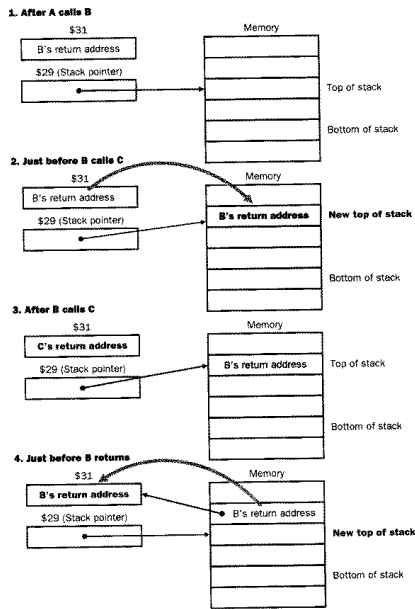 1. After A calls B
$31
Memory
B's return address
$29 (Stack pointer)
Top of stack
Bottom of stack
2. Just before B calls C
$31
Memory
B's return address
B's return address
New top of stack
$29 (Stack pointer)
Bottom of stack
3. After B calls C
$31
Memory
C's return address
B's return address
Top of stack
$29 (Stack pointer)
Bottom of stack
4. Just before B returns
$31
Memory
B's return address
B's return address
$29 (Stack pointer)
New top of stack
Bottom of stack